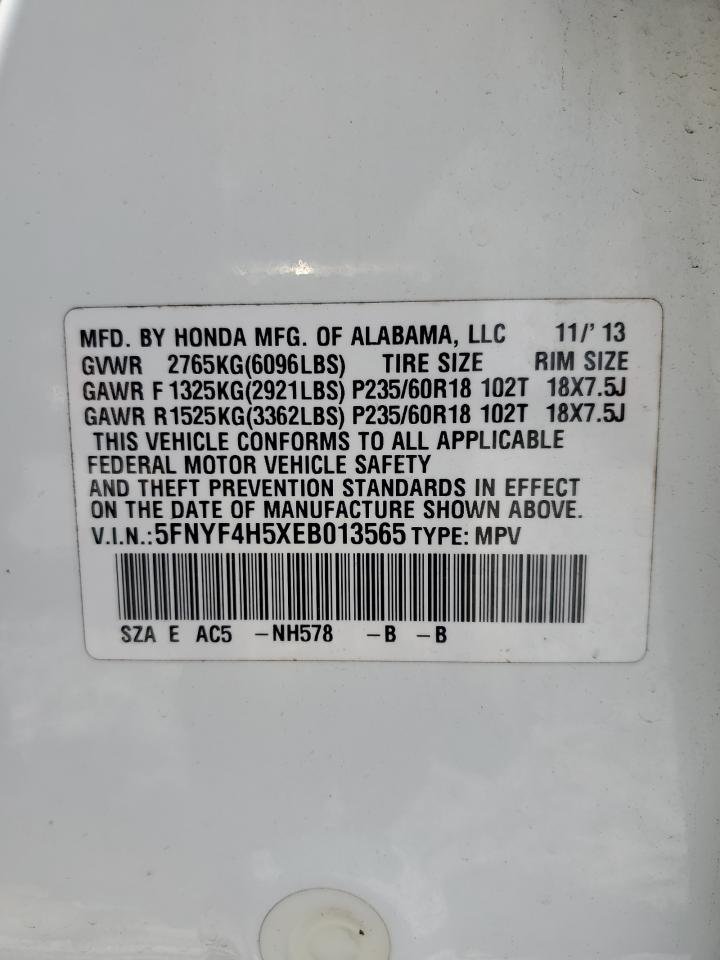 MFD. BY HONDA MFG. OF ALABAMA, LLC 11/' 13
GVWR 2765KG(6096LBS) TIRE SIZE RIM SIZE
GAWR F 1325KG(2921LBS) P235/60R18 102T 18X7.5J
GAWR R1525KG(3362LBS) P235/60R18 102T 18X7.5J
THIS VEHICLE CONFORMS TO ALL APPLICABLE
FEDERAL MOTOR VEHICLE SAFETY
AND THEFT PREVENTION STANDARDS IN EFFECT
ON THE DATE OF MANUFACTURE SHOWN ABOVE.
V.I.N.:5FNYF4H5XEB013565 TYPE: MPV
SZA E AC5 -NH578 -B -B